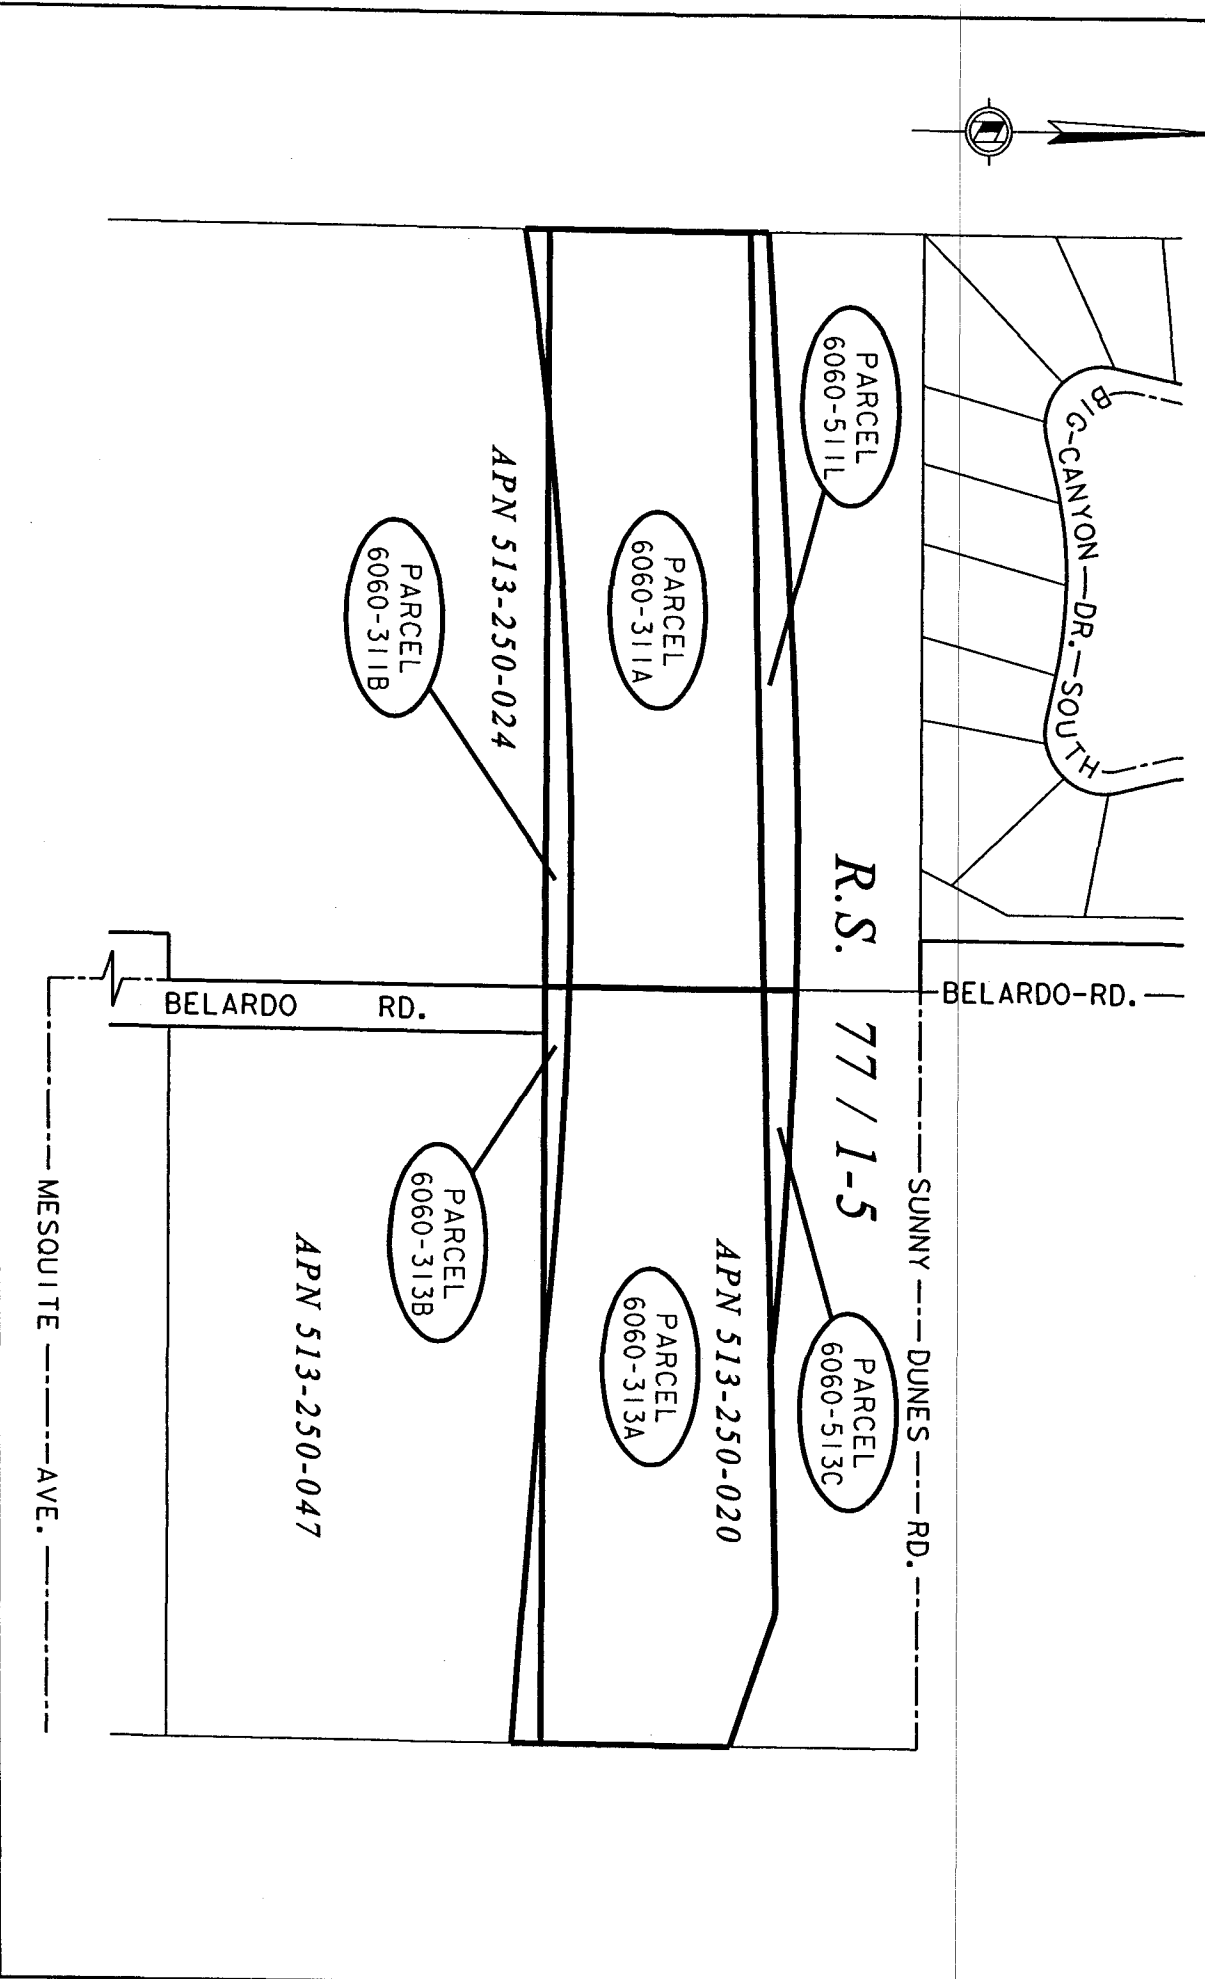 BIG CANYON DR. SOUTH
BELARDO RD.
SUNNY DUNES RD.
R.S. 77/1-5
PARCEL
6060-511L
PARCEL
6060-513C
APN 513-250-020
PARCEL
6060-311A
PARCEL
6060-313A
APN 513-250-024
PARCEL
6060-311B
PARCEL
6060-313B
BELARDO RD.
APN 513-250-047
MESQUITE AVE.